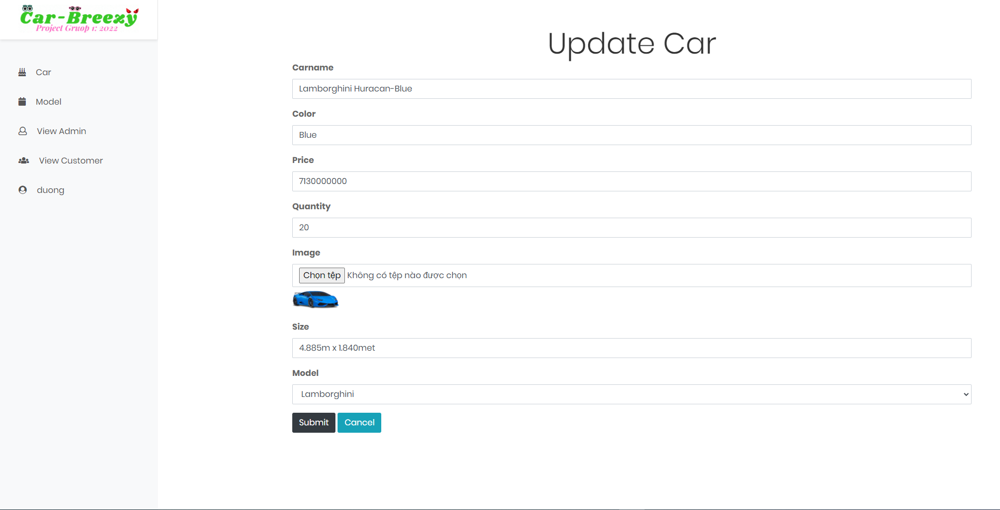 Car-Breezy
Project Gruop 1: 2022
Car
Model
View Admin
View Customer
duong
Update Car
Carname
Lamborghini Huracan-Blue
Color
Blue
Price
7130000000
Quantity
20
Image
Chọn tệp Không có tệp nào được chọn
Size
4.885m x 1.840met
Model
Lamborghini
Submit Cancel